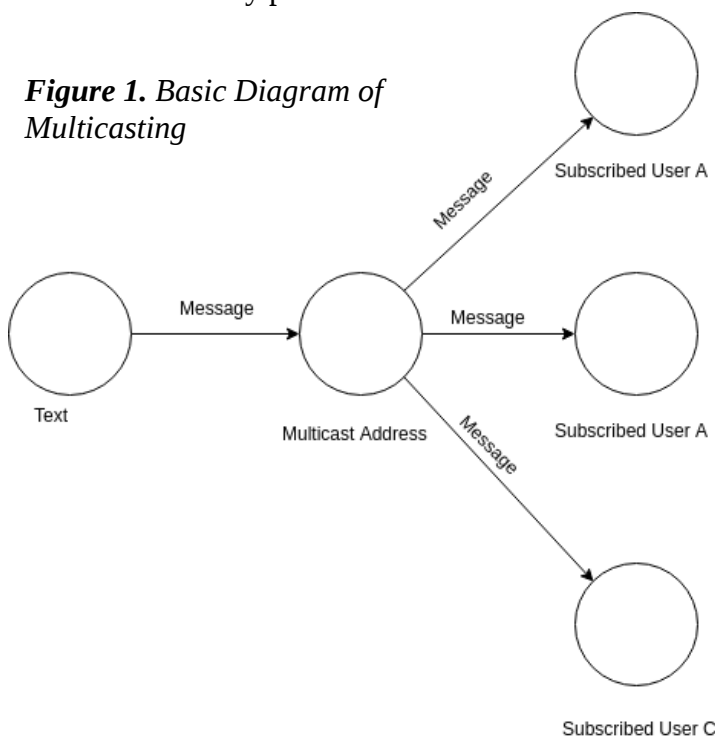 Figure 1. Basic Diagram of
Multicasting
Subscribed User A
Message
Message
Message
Subscribed User A
Text
Multicast Address
Message
Subscribed User C